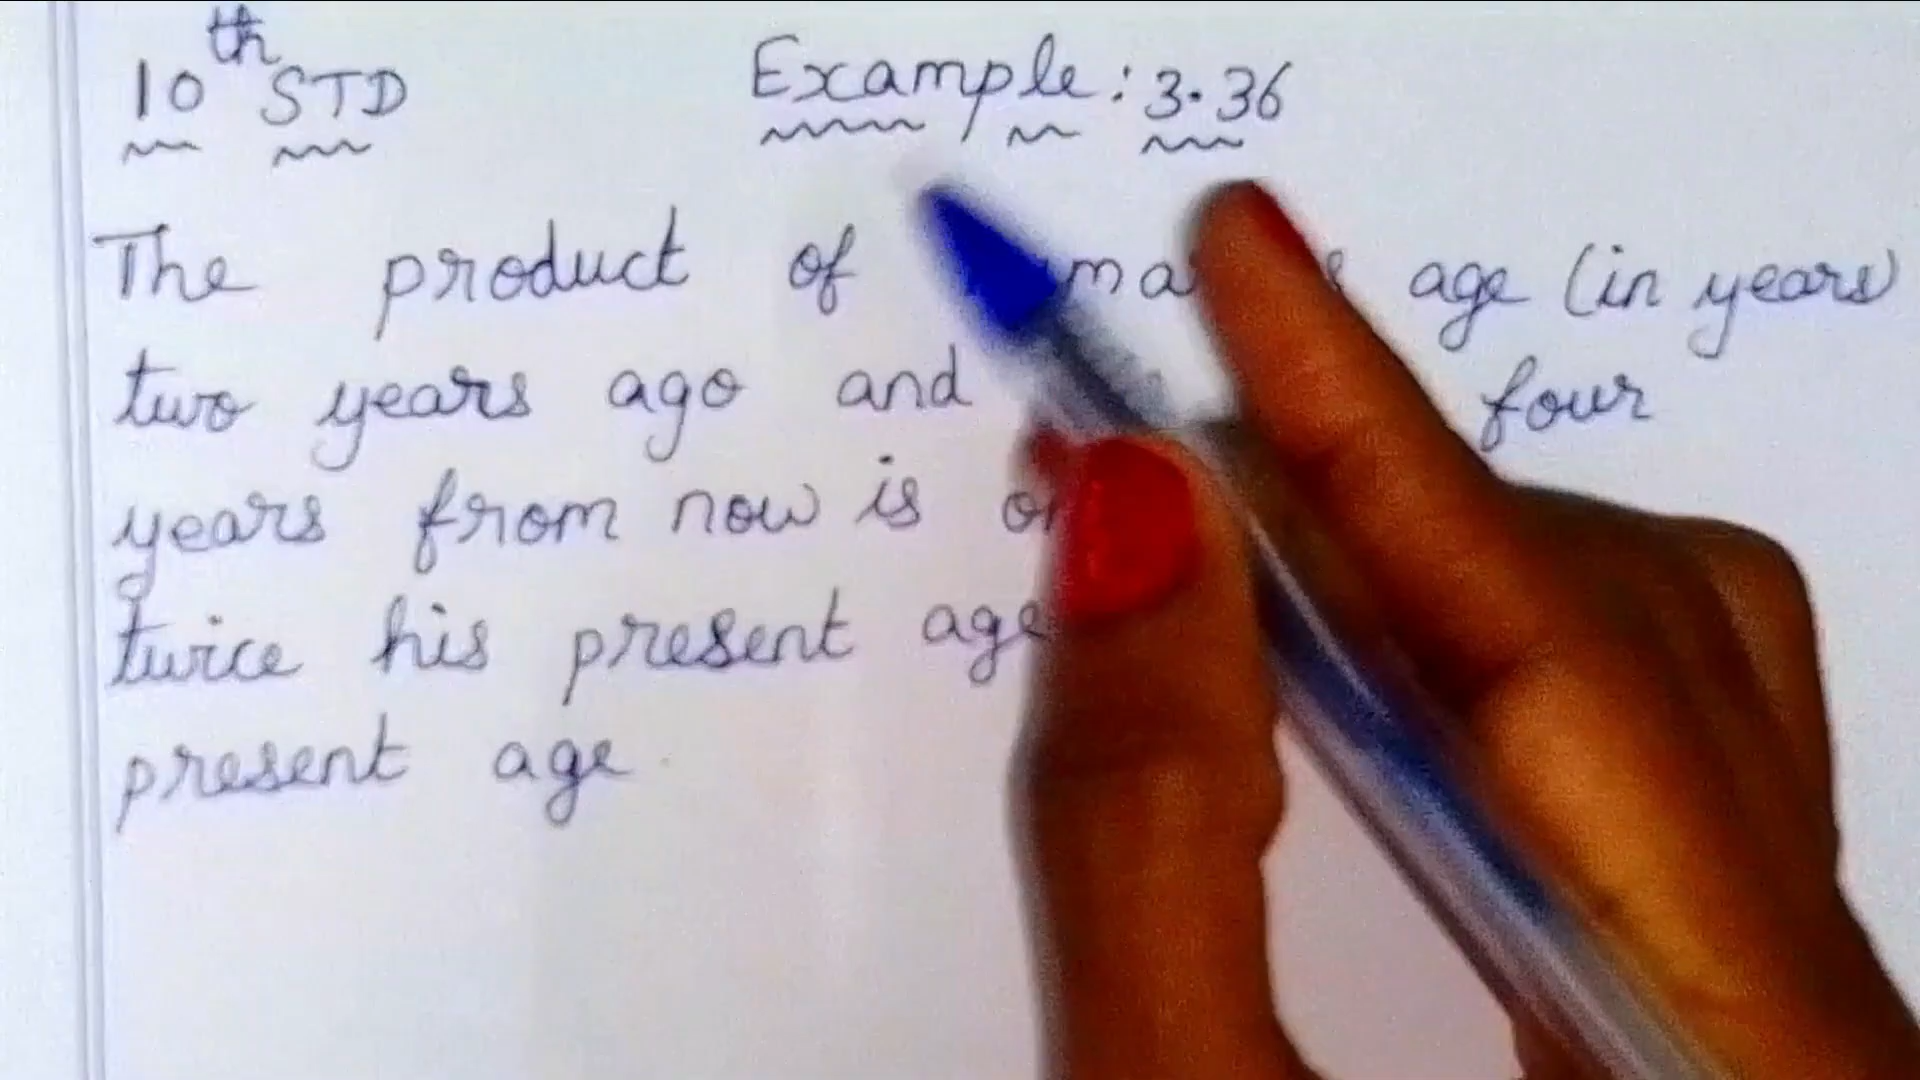 10th STD Example: 3.36
The product of age (in years)
two years ago and four
years from now is
twice his present age
present age